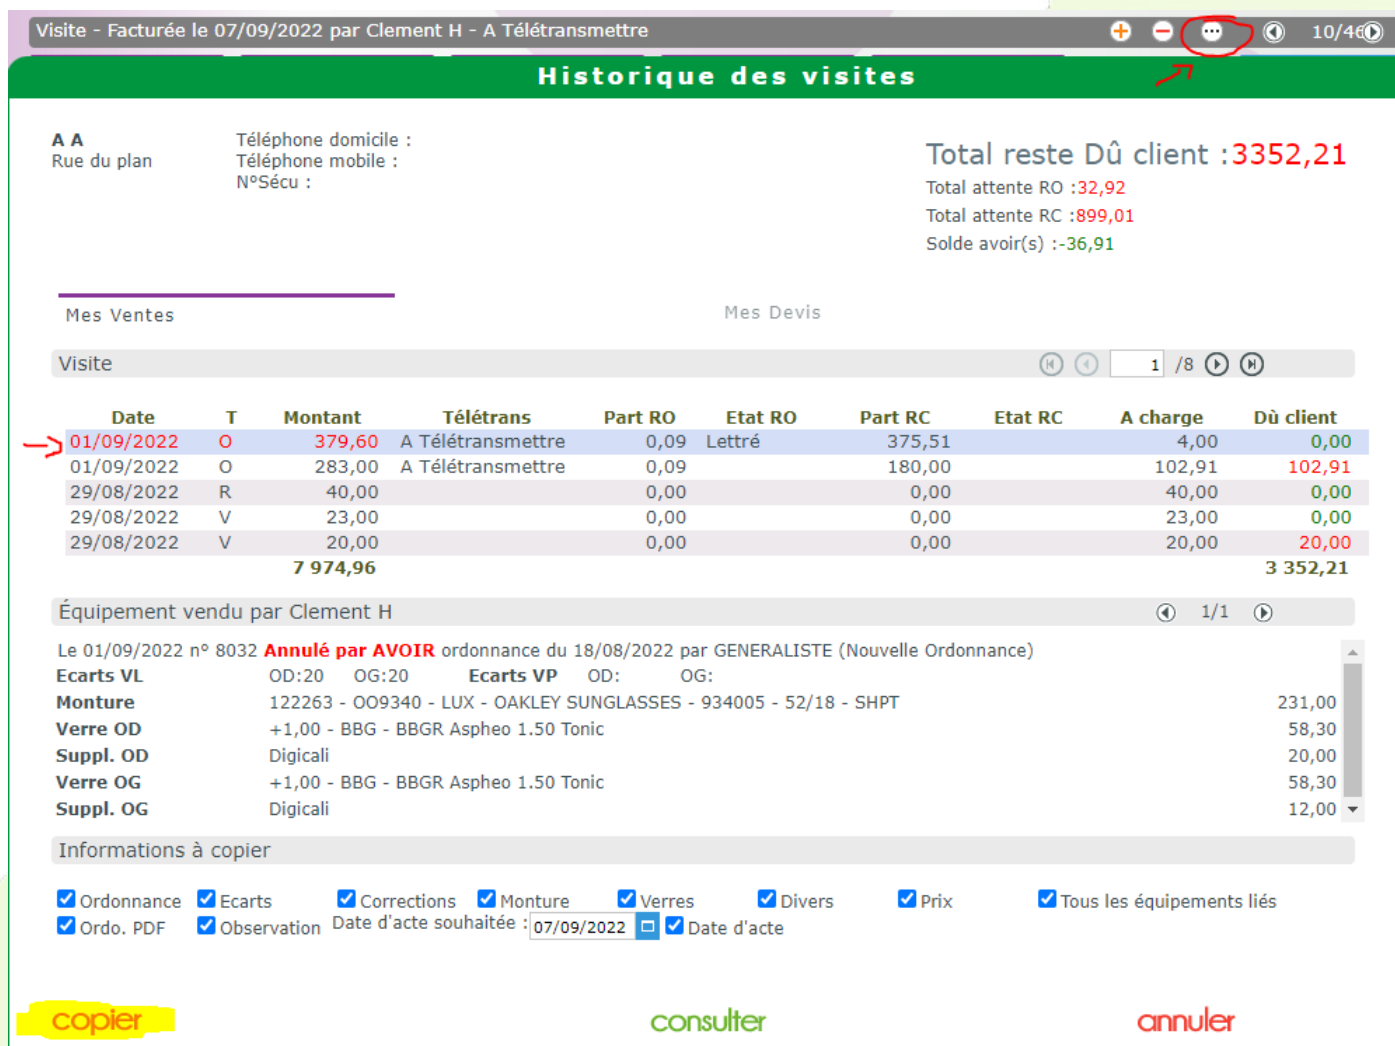 Visite - Facturée le 07/09/2022 par Clement H - A Télétransmettre 10/46
Historique des visites
A A Téléphone domicile :
Rue du plan Téléphone mobile :
N°Sécu :
Total reste Dû client :3352,21
Total attente RO :32,92
Total attente RC :899,01
Solde avoir(s) :-36,91
Mes Ventes Mes Devis
Visite 1 /8
Date T Montant Télétrans Part RO Etat RO Part RC Etat RC A charge Dû client
01/09/2022 O 379,60 A Télétransmettre 0,09 Lettré 375,51 4,00 0,00
01/09/2022 O 283,00 A Télétransmettre 0,09 180,00 102,91 102,91
29/08/2022 R 40,00 0,00 0,00 40,00 0,00
29/08/2022 V 23,00 0,00 0,00 23,00 0,00
29/08/2022 V 20,00 0,00 0,00 20,00 20,00
7 974,96 3 352,21
Équipement vendu par Clement H 1/1
Le 01/09/2022 n° 8032 Annulé par AVOIR ordonnance du 18/08/2022 par GENERALISTE (Nouvelle Ordonnance)
Ecarts VL OD:20 OG:20 Ecarts VP OD: OG:
Monture 122263 - OO9340 - LUX - OAKLEY SUNGLASSES - 934005 - 52/18 - SHPT 231,00
Verre OD +1,00 - BBG - BBGR Aspheo 1.50 Tonic 58,30
Suppl. OD Digicali 20,00
Verre OG +1,00 - BBG - BBGR Aspheo 1.50 Tonic 58,30
Suppl. OG Digicali 12,00
Informations à copier
Ordonnance Ecarts Corrections Monture Verres Divers Prix Tous les équipements liés
Ordo. PDF Observation Date d'acte souhaitée : 07/09/2022 Date d'acte
copier consulter annuler